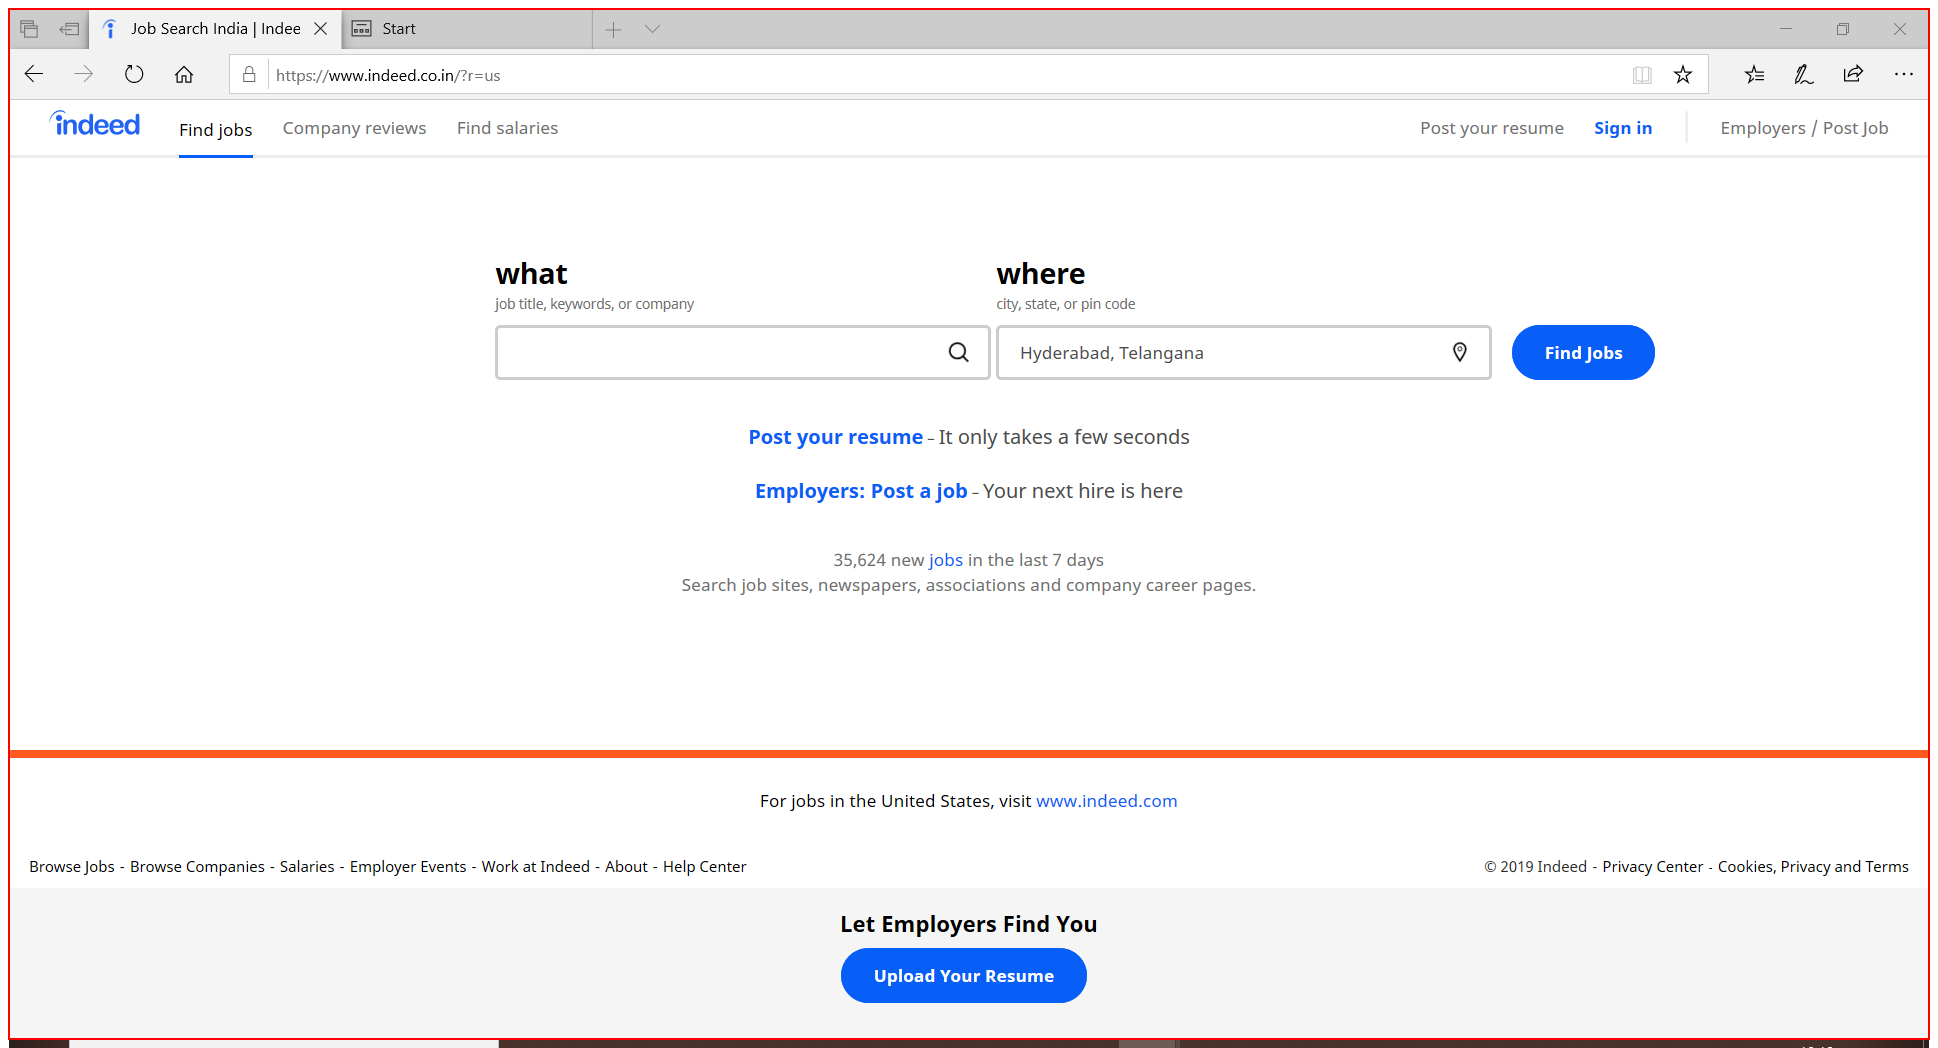 Job Search India | Indee
Start
https://www.indeed.co.in/?r=us
indeed
Find jobs
Company reviews
Find salaries
Post your resume
Sign in
Employers / Post Job
what
where
job title, keywords, or company
city, state, or pin code
Hyderabad, Telangana
Find Jobs
Post your resume – It only takes a few seconds
Employers: Post a job – Your next hire is here
35,624 new jobs in the last 7 days
Search job sites, newspapers, associations and company career pages.
For jobs in the United States, visit www.indeed.com
Browse Jobs - Browse Companies - Salaries - Employer Events - Work at Indeed - About - Help Center
© 2019 Indeed - Privacy Center - Cookies, Privacy and Terms
Let Employers Find You
Upload Your Resume